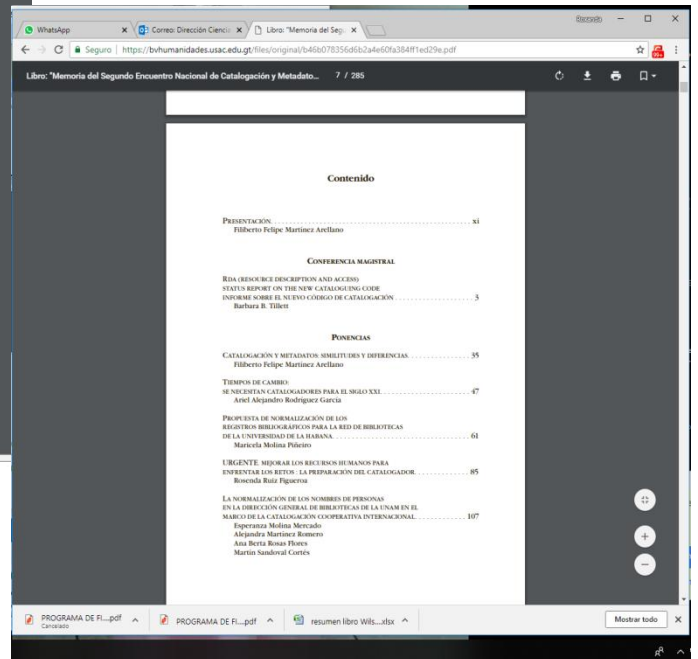 WhatsApp
Correo: Dirección Ciencia
Libro: "Memoria del Segu
Seguro | https://bvhumanidades.usac.edu.gt/files/original/b46b078356d6b2a4e60fa384ff1ed29e.pdf
Libro: "Memoria del Segundo Encuentro Nacional de Catalogación y Metadato... 7 / 285
Contenido
PRESENTACIÓN. . . . . . . . . . . . . . . . . . . . . . . . . . . xi
Filiberto Felipe Martínez Arellano
CONFERENCIA MAGISTRAL
RDA (RESOURCE DESCRIPTION AND ACCESS)
STATUS REPORT ON THE NEW CATALOGUING CODE
INFORME SOBRE EL NUEVO CÓDIGO DE CATALOGACIÓN . . . . . . . . . . 3
Barbara B. Tillett
PONENCIAS
CATALOGACIÓN Y METADATOS: SIMILITUDES Y DIFERENCIAS. . . . . . . . . . 35
Filiberto Felipe Martínez Arellano
TIEMPOS DE CAMBIO:
SE NECESITAN CATALOGADORES PARA EL SIGLO XXI. . . . . . . . . . 47
Ariel Alejandro Rodríguez García
PROPUESTA DE NORMALIZACIÓN DE LOS
REGISTROS BIBLIOGRÁFICOS PARA LA RED DE BIBLIOTECAS
DE LA UNIVERSIDAD DE LA HABANA. . . . . . . . . . 61
Maricela Molina Piñeiro
URGENTE: MEJORAR LOS RECURSOS HUMANOS PARA
ENFRENTAR LOS RETOS : LA PREPARACIÓN DEL CATALOGADOR. . . . . . . . . . 85
Rosenda Ruiz Figueroa
LA NORMALIZACIÓN DE LOS NOMBRES DE PERSONAS
EN LA DIRECCIÓN GENERAL DE BIBLIOTECAS DE LA UNAM EN EL
MARCO DE LA CATALOGACIÓN COOPERATIVA INTERNACIONAL. . . . . . . . . . 107
Esperanza Molina Mercado
Alejandra Martínez Romero
Ana Berta Rosas Flores
Martín Sandoval Cortés
PROGRAMA DE FI....pdf
Cancelado
PROGRAMA DE FI....pdf
resumen libro Wils....xlsx
Mostrar todo